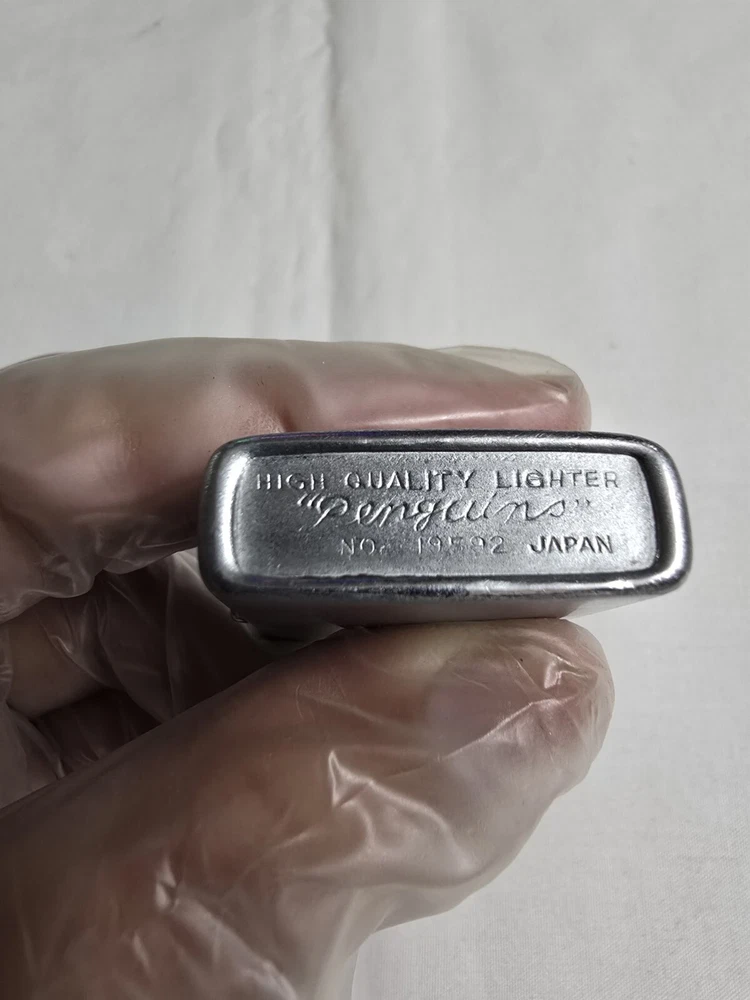 HIGH QUALITY LIGHTER
"Penguins"
NO. 19592 JAPAN